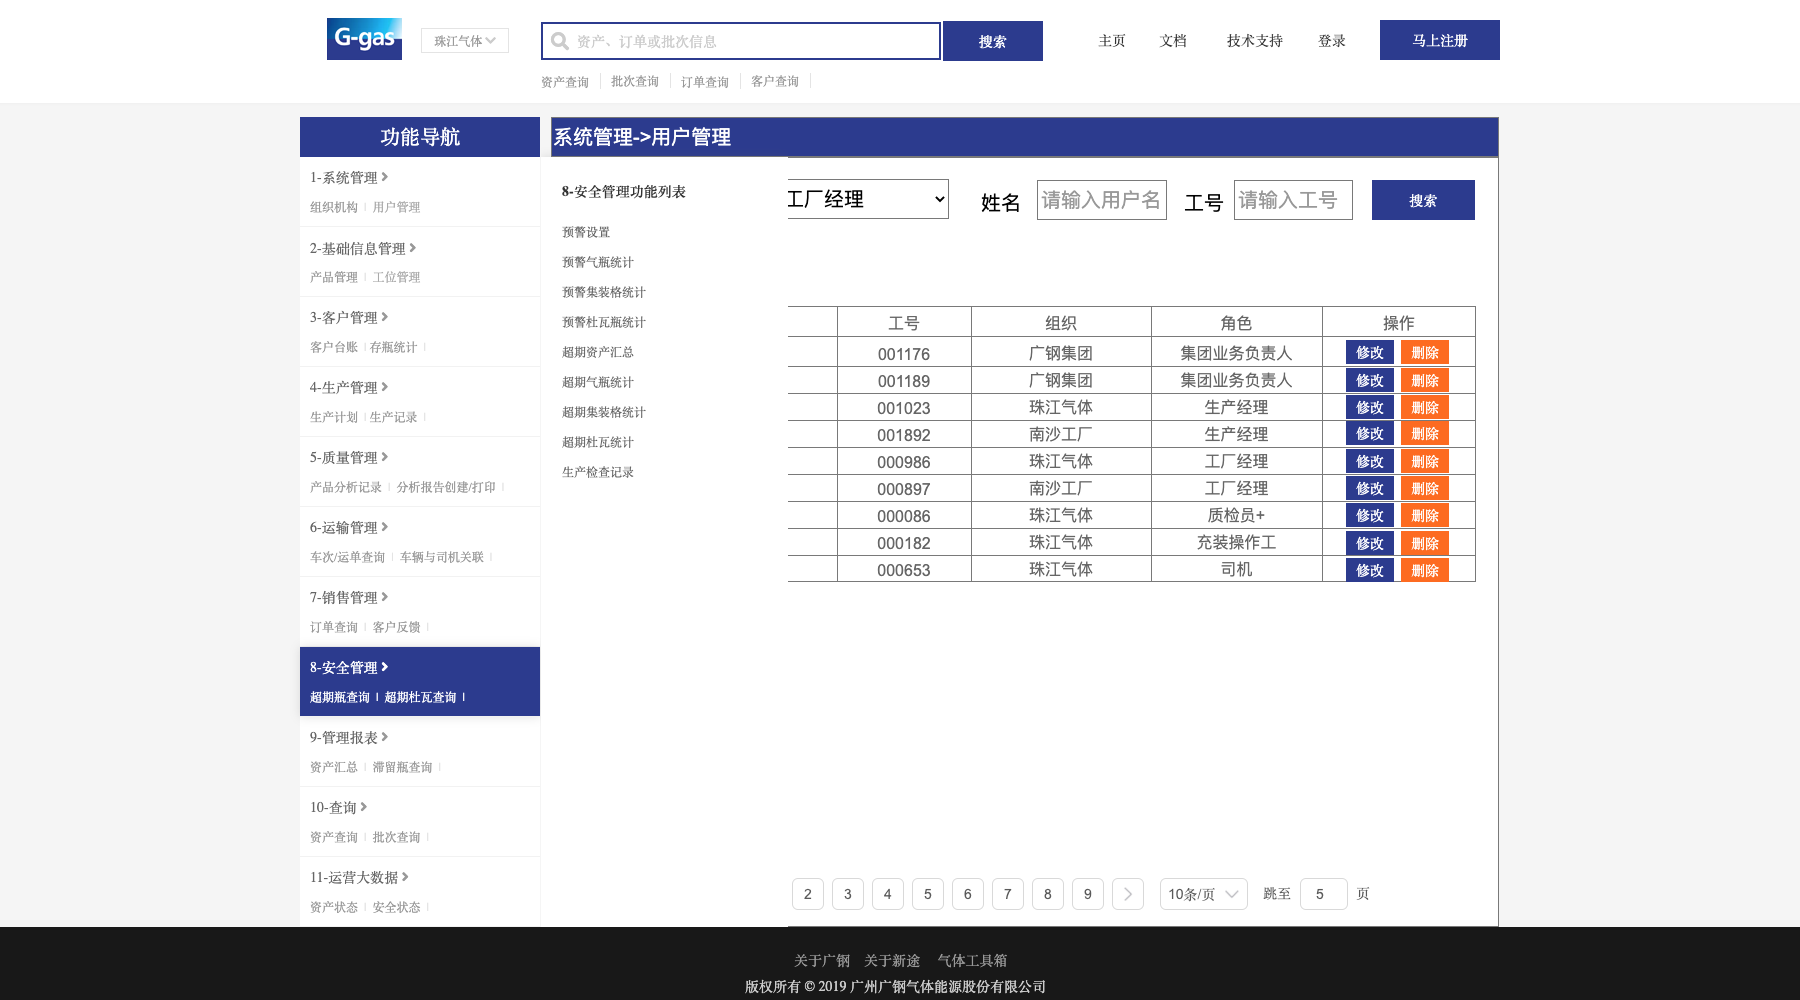 G-gas
珠江气体
资产、订单或批次信息
搜索
主页 文档 技术支持 登录
马上注册
资产查询 批次查询 订单查询 客户查询
功能导航
1-系统管理
组织机构 用户管理
2-基础信息管理
产品管理 工位管理
3-客户管理
客户台账 存瓶统计
4-生产管理
生产计划 生产记录
5-质量管理
产品分析记录 分析报告创建/打印
6-运输管理
车次/运单查询 车辆与司机关联
7-销售管理
订单查询 客户反馈
8-安全管理
超期瓶查询 超期杜瓦查询
9-管理报表
资产汇总 滞留瓶查询
10-查询
资产查询 批次查询
11-运营大数据
资产状态 安全状态
系统管理->用户管理
8-安全管理功能列表
预警设置
预警气瓶统计
预警集装格统计
预警杜瓦瓶统计
超期资产汇总
超期气瓶统计
超期集装格统计
超期杜瓦统计
生产检查记录
工厂经理 姓名 请输入用户名 工号 请输入工号 搜索
工号 组织 角色 操作
001176 广钢集团 集团业务负责人 修改 删除
001189 广钢集团 集团业务负责人 修改 删除
001023 珠江气体 生产经理 修改 删除
001892 南沙工厂 生产经理 修改 删除
000986 珠江气体 工厂经理 修改 删除
000897 南沙工厂 工厂经理 修改 删除
000086 珠江气体 质检员+ 修改 删除
000182 珠江气体 充装操作工 修改 删除
000653 珠江气体 司机 修改 删除
2 3 4 5 6 7 8 9 10条/页 跳至 5 页
关于广钢 关于新途 气体工具箱
版权所有 © 2019 广州广钢气体能源股份有限公司